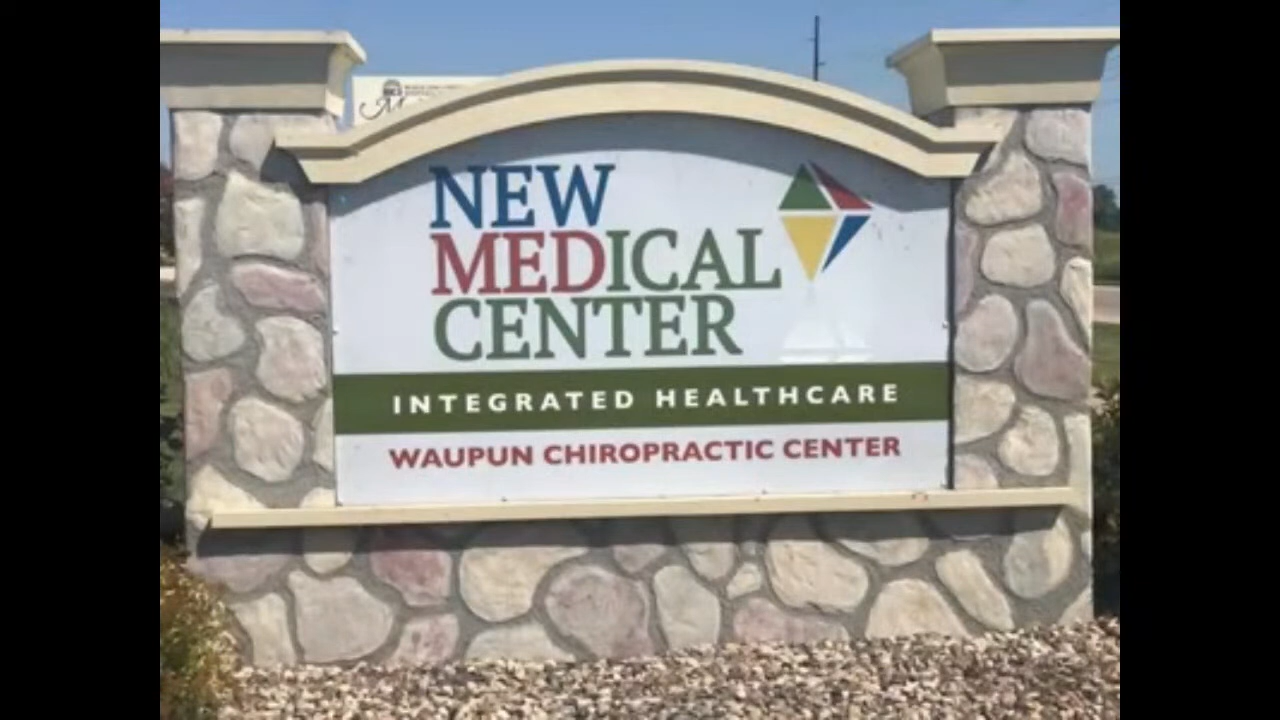 NEW
MEDICAL
CENTER
INTEGRATED HEALTHCARE
WAUPUN CHIROPRACTIC CENTER